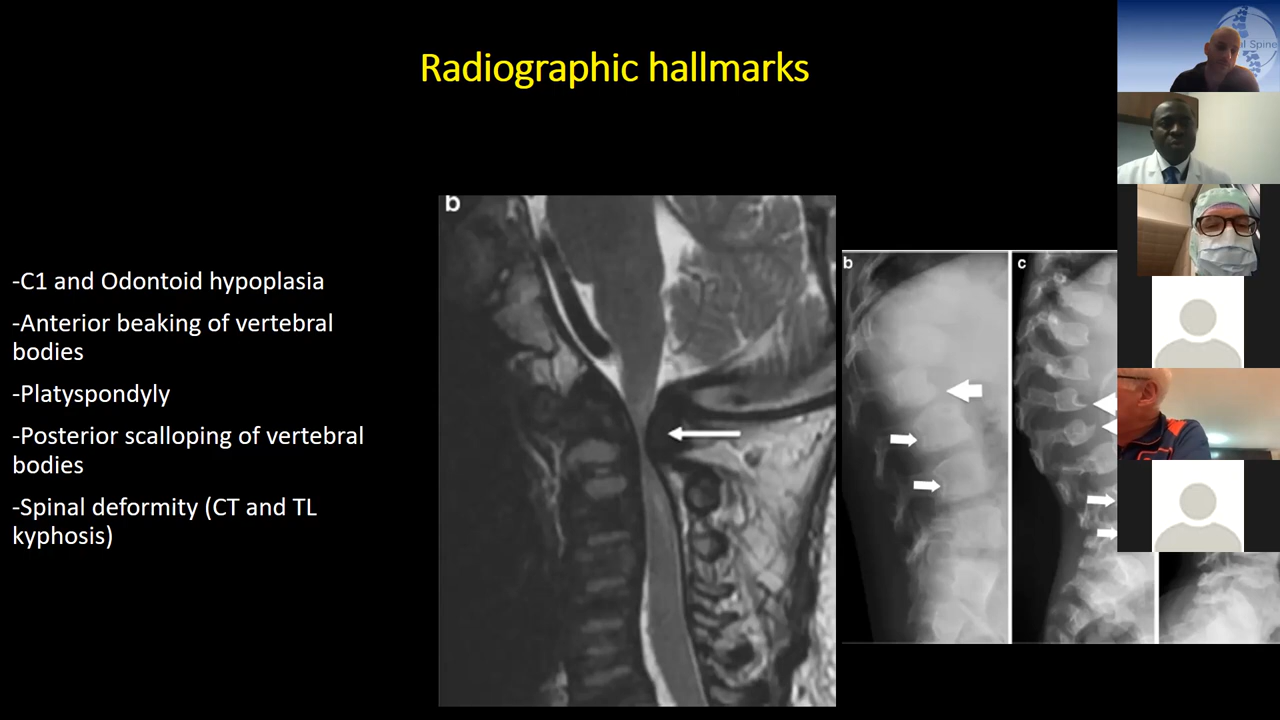 Radiographic hallmarks
-C1 and Odontoid hypoplasia
-Anterior beaking of vertebral
bodies
-Platyspondyly
-Posterior scalloping of vertebral
bodies
-Spinal deformity (CT and TL
kyphosis)
b
b
c
Spine